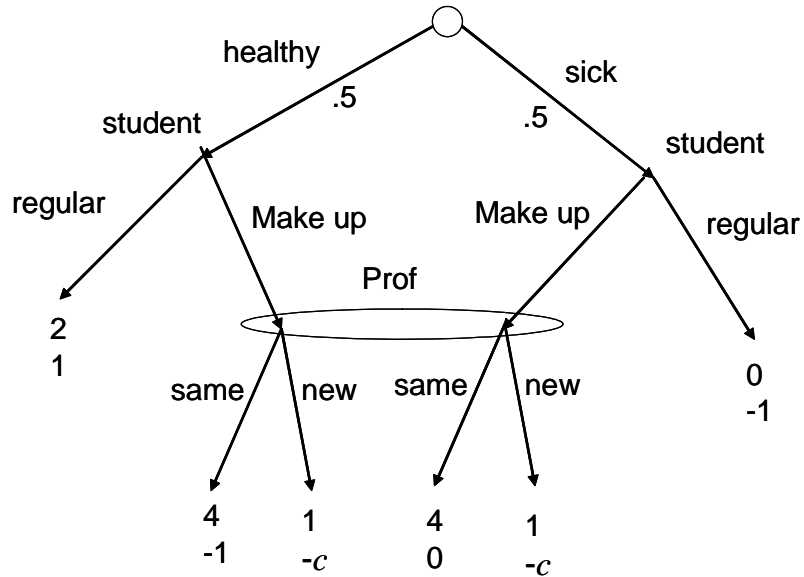 healthy
sick
.5
.5
student
student
regular
Make up
Make up
regular
Prof
2
1
same
new
same
new
0
-1
4
-1
1
-c
4
0
1
-c